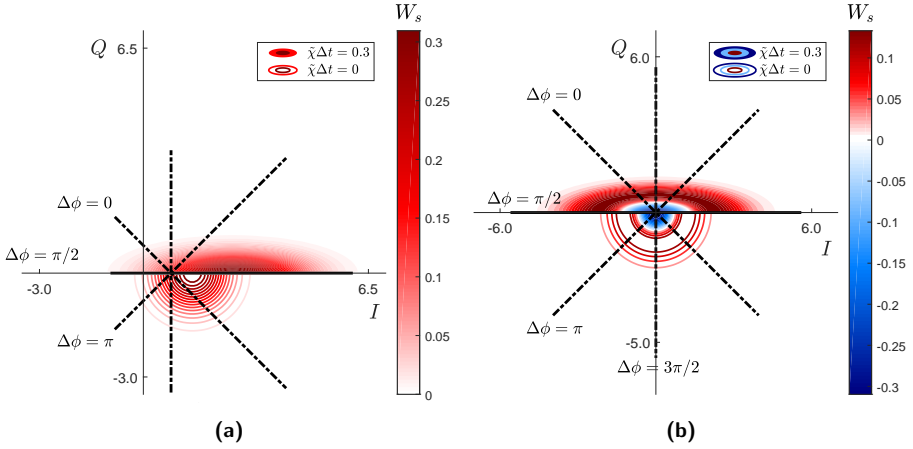 Q
6.5
χ̃Δt = 0.3
χ̃Δt = 0
Δϕ = 0
Δϕ = π/2
-3.0
6.5
I
Δϕ = π
-3.0
W_s
0.3
0.25
0.2
0.15
0.1
0.05
0
(a)
Q
6.0
χ̃Δt = 0.3
χ̃Δt = 0
Δϕ = 0
Δϕ = π/2
-6.0
6.0
I
Δϕ = π
-5.0
Δϕ = 3π/2
W_s
0.1
0.05
0
-0.05
-0.1
-0.15
-0.2
-0.25
-0.3
(b)